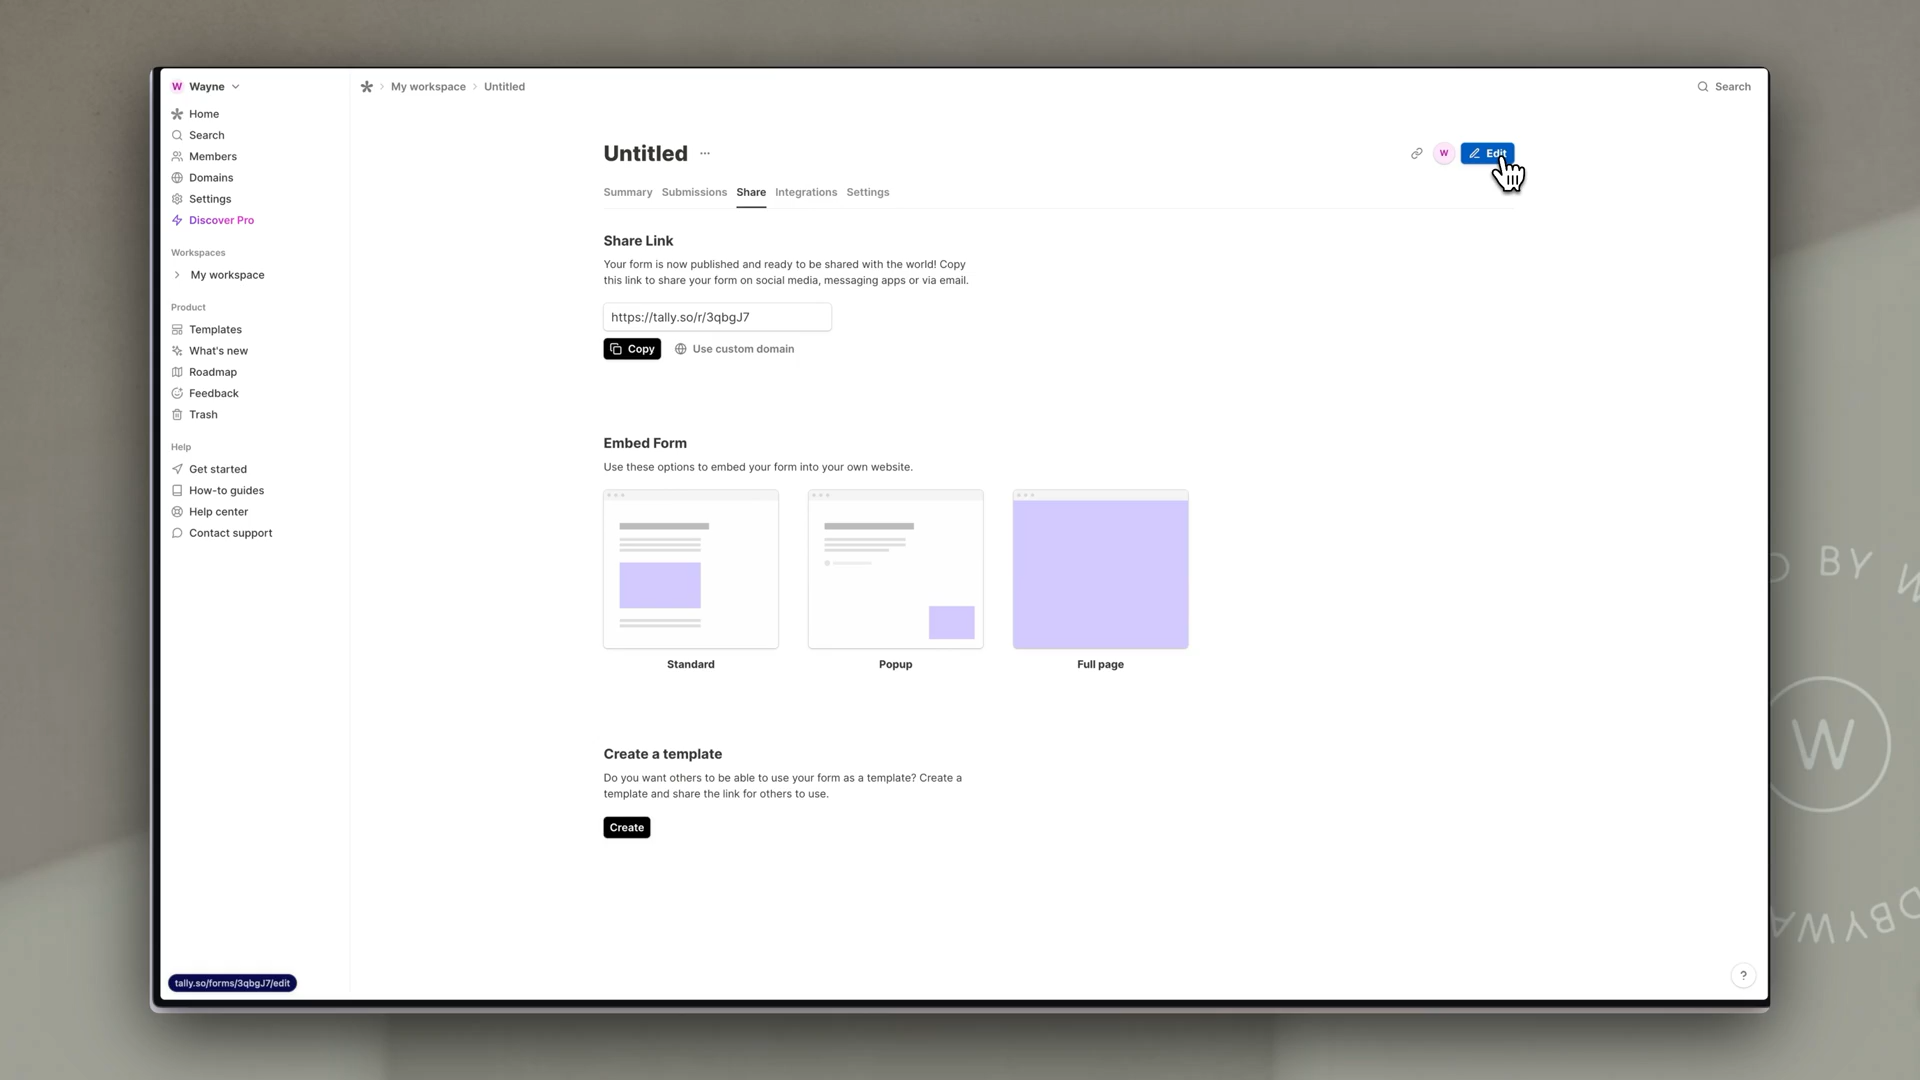 W Wayne
Home
Search
Members
Domains
Settings
Discover Pro
Workspaces
My workspace
Product
Templates
What's new
Roadmap
Feedback
Trash
Help
Get started
How-to guides
Help center
Contact support
tally.so/forms/3qbgJ7/edit
My workspace > Untitled
Search
Untitled ...
W
Edit
Summary Submissions Share Integrations Settings
Share Link
Your form is now published and ready to be shared with the world! Copy
this link to share your form on social media, messaging apps or via email.
https://tally.so/r/3qbgJ7
Copy Use custom domain
Embed Form
Use these options to embed your form into your own website.
Standard Popup Full page
Create a template
Do you want others to be able to use your form as a template? Create a
template and share the link for others to use.
Create
?
BY
W